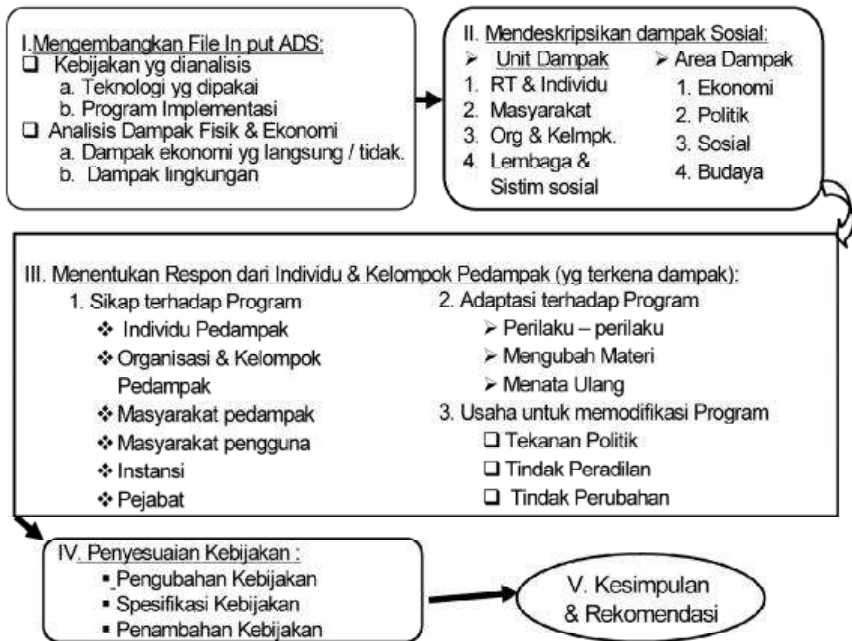 I.Mengembangkan File In put ADS:
❑ Kebijakan yg dianalisis
a. Teknologi yg dipakai
b. Program Implementasi
❑ Analisis Dampak Fisik & Ekonomi
a. Dampak ekonomi yg langsung / tidak.
b. Dampak lingkungan
II. Mendeskripsikan dampak Sosial:
➢ Unit Dampak
1. RT & Individu
2. Masyarakat
3. Org & Kelmpk.
4. Lembaga &
Sistim sosial
➢ Area Dampak
1. Ekonomi
2. Politik
3. Sosial
4. Budaya
III. Menentukan Respon dari Individu & Kelompok Pedampak (yg terkena dampak):
1. Sikap terhadap Program
❖ Individu Pedampak
❖ Organisasi & Kelompok
Pedampak
❖ Masyarakat pedampak
❖ Masyarakat pengguna
❖ Instansi
❖ Pejabat
2. Adaptasi terhadap Program
➢ Perilaku – perilaku
➢ Mengubah Materi
➢ Menata Ulang
3. Usaha untuk memodifikasi Program
❑ Tekanan Politik
❑ Tindak Peradilan
❑ Tindak Perubahan
IV. Penyesuaian Kebijakan :
▪ Pengubahan Kebijakan
▪ Spesifikasi Kebijakan
▪ Penambahan Kebijakan
V. Kesimpulan
& Rekomendasi